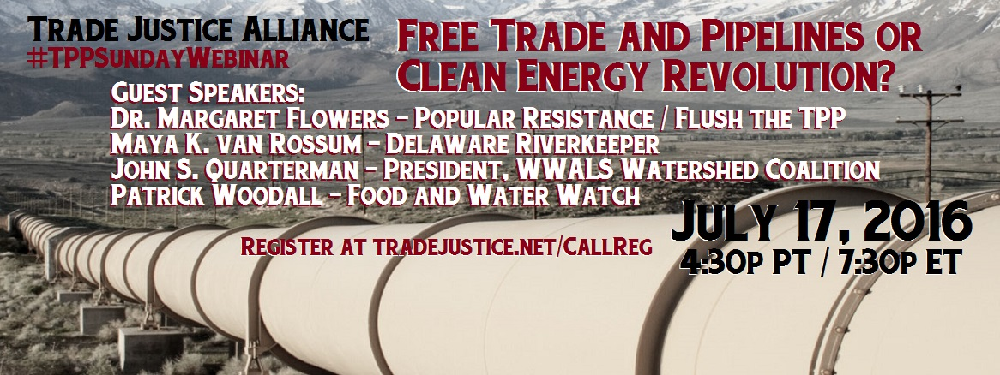 Trade Justice Alliance
#TPPSundayWebinar
Free Trade and Pipelines or
Clean Energy Revolution?
Guest Speakers:
Dr. Margaret Flowers - Popular Resistance / Flush the TPP
Maya K. van Rossum - Delaware Riverkeeper
John S. Quarterman - President, WWALS Watershed Coalition
Patrick Woodall - Food and Water Watch
Register at tradejustice.net/CallReg
July 17, 2016
4:30p PT / 7:30p ET